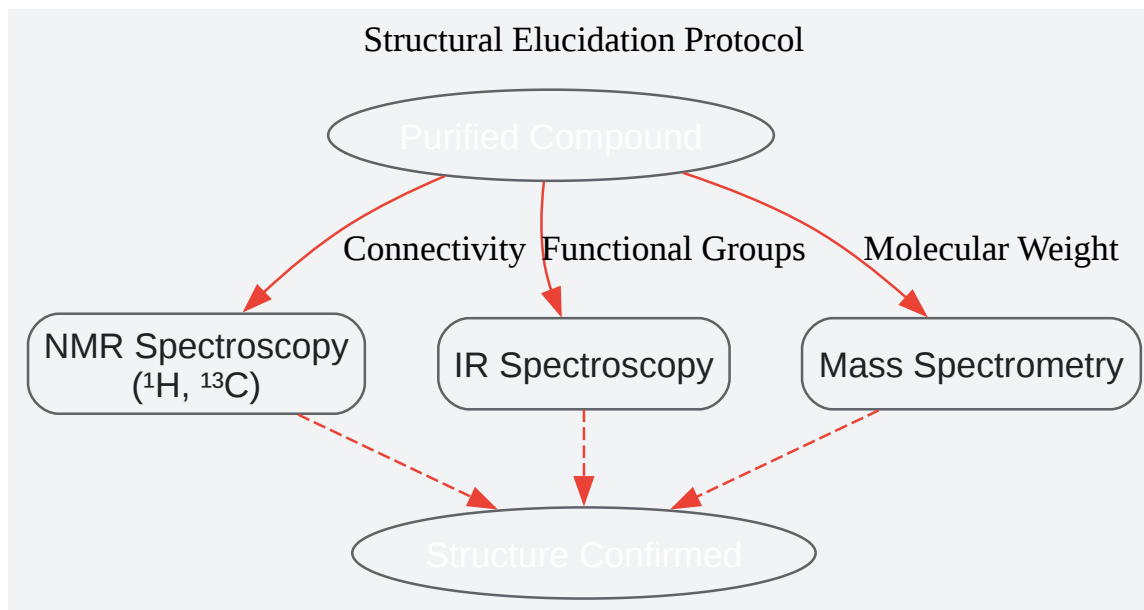 Structural Elucidation Protocol
Purified Compound
Connectivity
Functional Groups
Molecular Weight
NMR Spectroscopy
(¹H, ¹³C)
IR Spectroscopy
Mass Spectrometry
Structure Confirmed